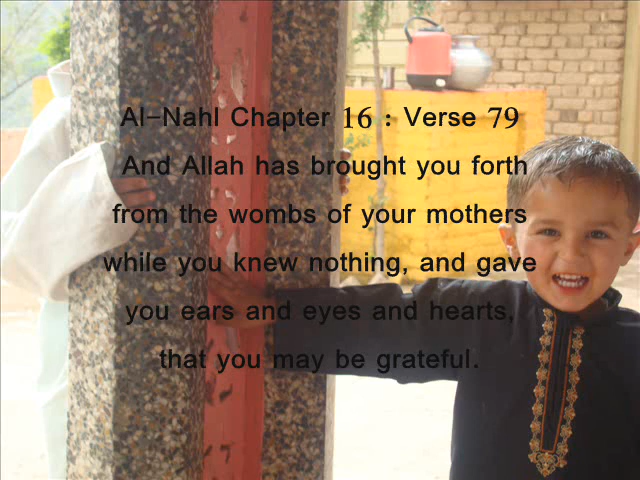 Al-Nahl Chapter 16 : Verse 79
And Allah has brought you forth
from the wombs of your mothers
while you knew nothing, and gave
you ears and eyes and hearts,
that you may be grateful.